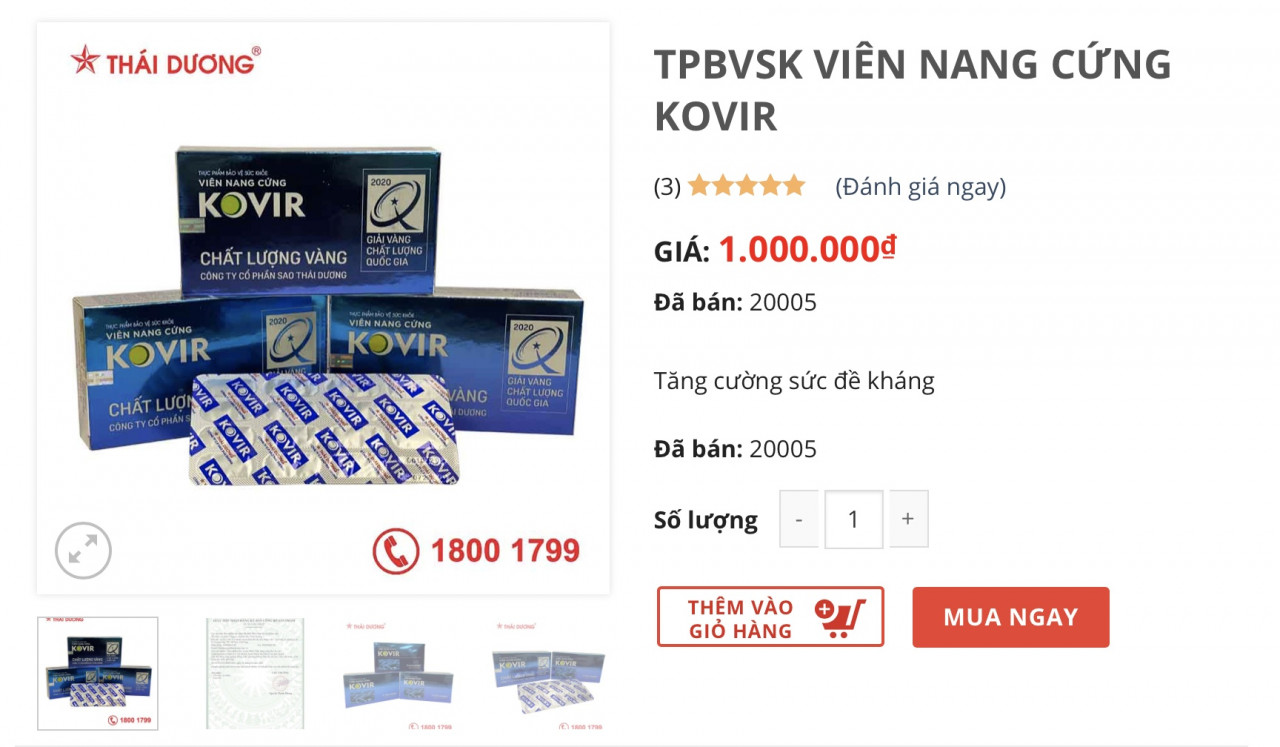 THÁI DƯƠNG®
THỰC PHẨM BẢO VỆ SỨC KHỎE
VIÊN NANG CỨNG
KOVIR
CHẤT LƯỢNG VÀNG
CÔNG TY CỔ PHẦN SAO THÁI DƯƠNG
2020
GIẢI VÀNG
CHẤT LƯỢNG
QUỐC GIA
THỰC PHẨM BẢO VỆ SỨC KHỎE
VIÊN NANG CỨNG
KOVIR
CHẤT LƯỢN
CÔNG TY CỔ PHẦN S
2020
THỰC PHẨM BẢO VỆ SỨC KHỎE
VIÊN NANG CỨNG
KOVIR
VÀNG
THÁI DƯƠNG
2020
GIẢI VÀNG
CHẤT LƯỢNG
QUỐC GIA
KOVIR
KOVIR
KOVIR
KOVIR
KOVIR
KOVIR
1800 1799
TPBVSK VIÊN NANG CỨNG
KOVIR
(3) (Đánh giá ngay)
GIÁ: 1.000.000₫
Đã bán: 20005
Tăng cường sức đề kháng
Đã bán: 20005
Số lượng - 1 +
THÊM VÀO
GIỎ HÀNG
MUA NGAY
THÁI DƯƠNG
KOVIR
1800 1799
THÁI DƯƠNG
KOVIR
1800 1799
THÁI DƯƠNG
KOVIR
1800 1799